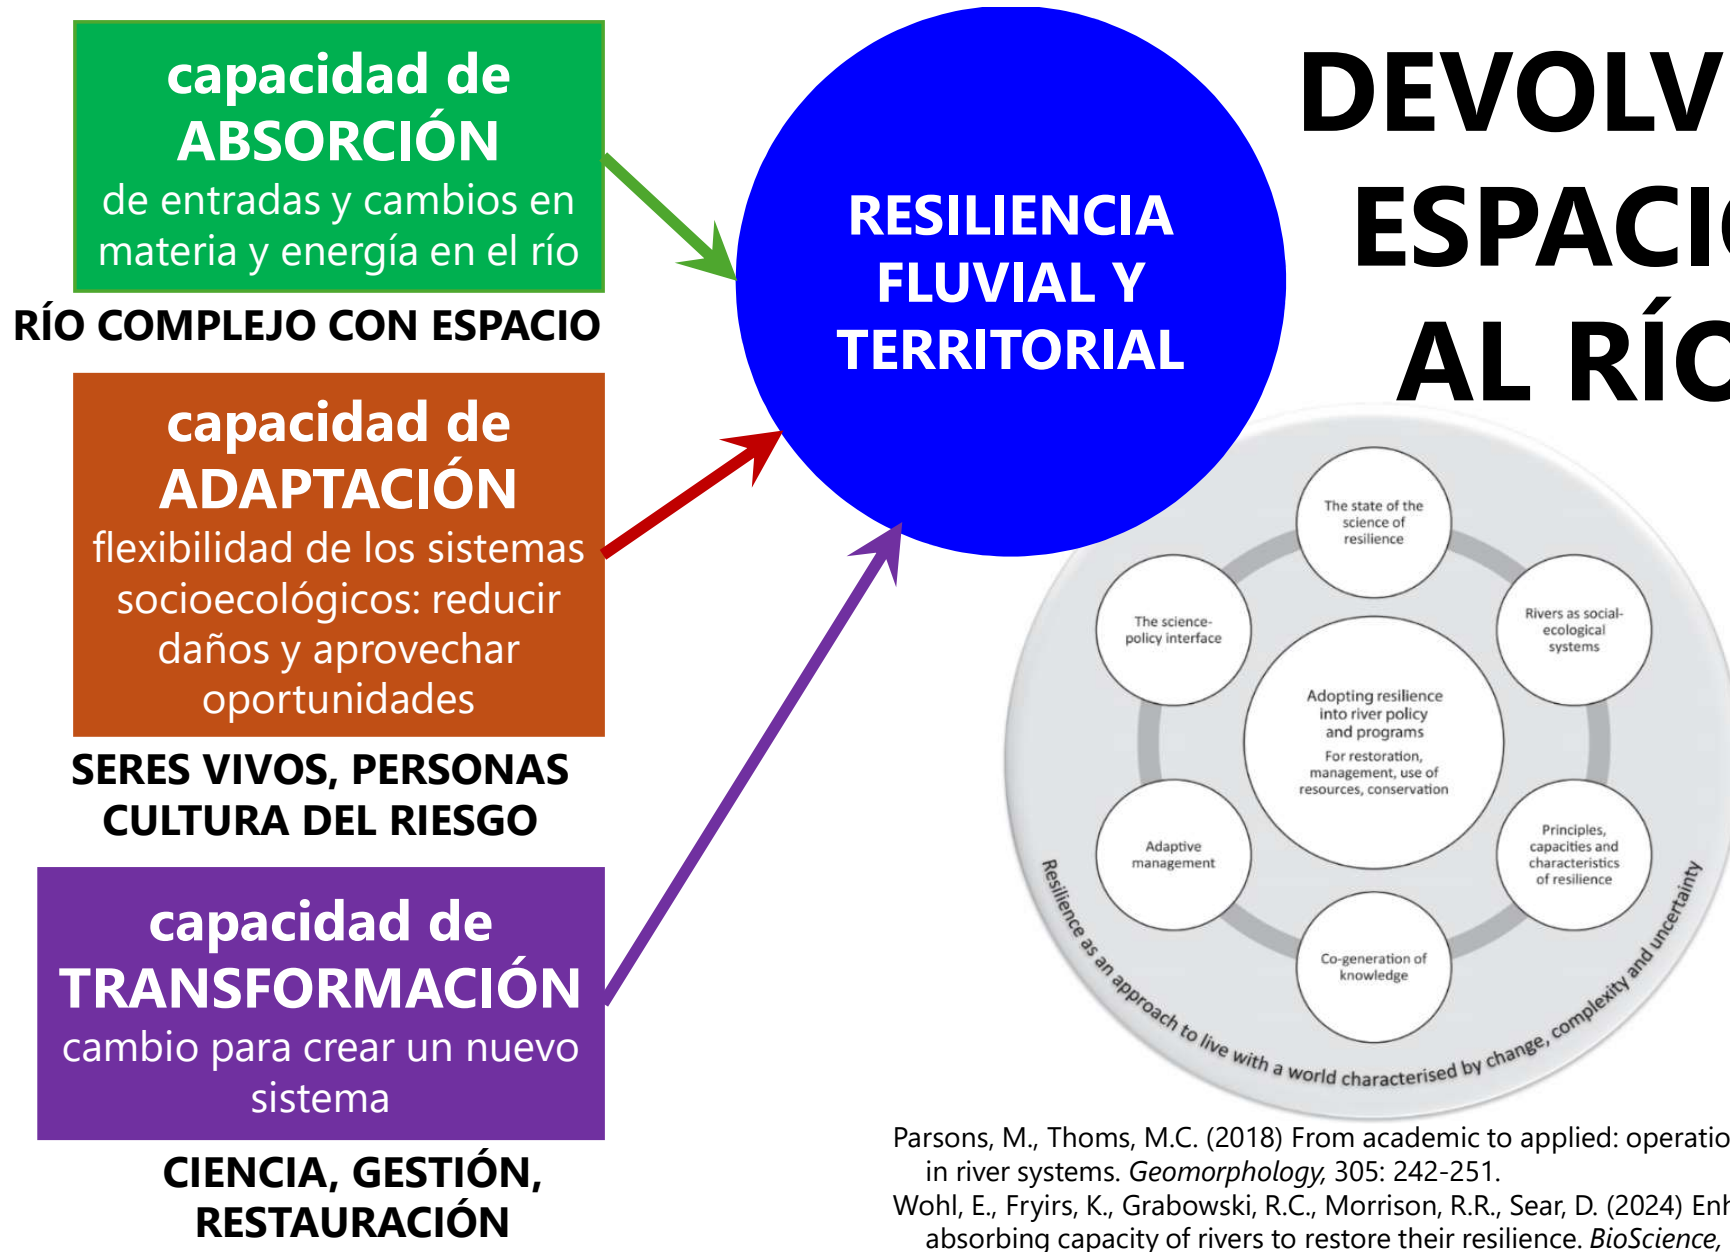 capacidad de
ABSORCIÓN
de entradas y cambios en
materia y energía en el río
RÍO COMPLEJO CON ESPACIO
capacidad de
ADAPTACIÓN
flexibilidad de los sistemas
socioecológicos: reducir
daños y aprovechar
oportunidades
SERES VIVOS, PERSONAS
CULTURA DEL RIESGO
capacidad de
TRANSFORMACIÓN
cambio para crear un nuevo
sistema
CIENCIA, GESTIÓN,
RESTAURACIÓN
RESILIENCIA
FLUVIAL Y
TERRITORIAL
DEVOLV
ESPACIO
AL RÍO
The state of the
science of
resilience
Rivers as social-
ecological
systems
Principles,
capacities and
characteristics
of resilience
Co-generation of
knowledge
Adaptive
management
The science-
policy interface
Adopting resilience
into river policy
and programs
For restoration,
management, use of
resources, conservation
Resilience as an approach to live with a world characterised by change, complexity and uncertainty
Parsons, M., Thoms, M.C. (2018) From academic to applied: operatio
in river systems. Geomorphology, 305: 242-251.
Wohl, E., Fryirs, K., Grabowski, R.C., Morrison, R.R., Sear, D. (2024) Enh
absorbing capacity of rivers to restore their resilience. BioScience,